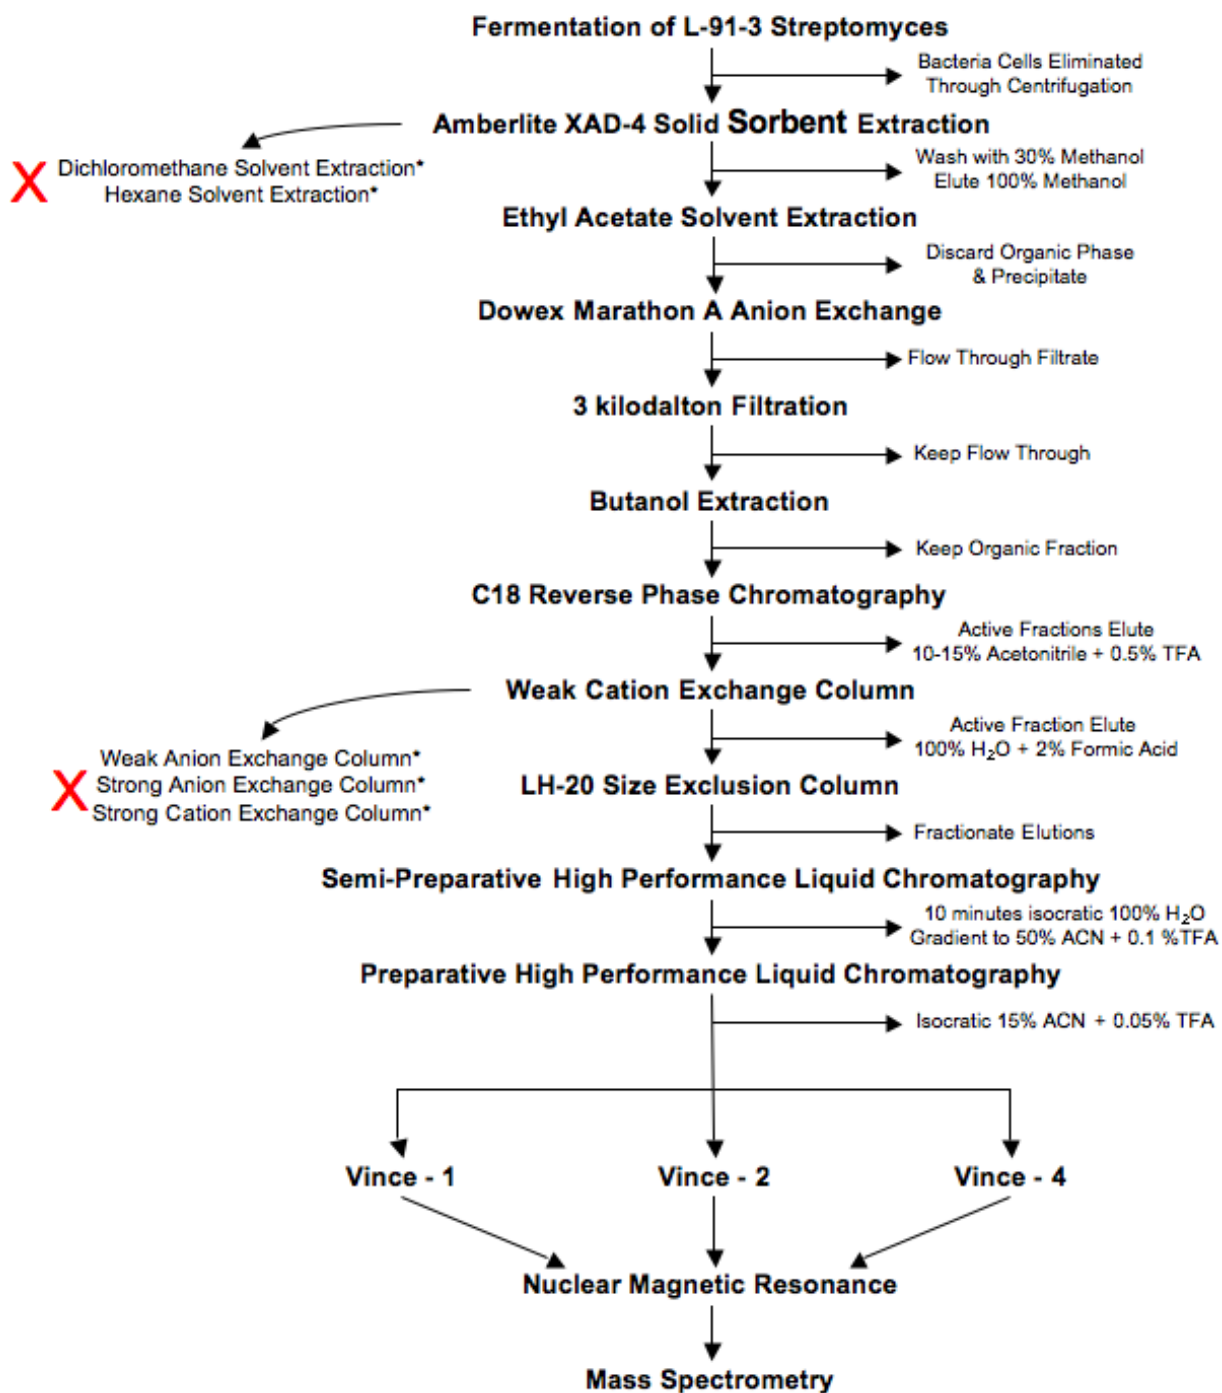 Fermentation of L-91-3 Streptomyces
Bacteria Cells Eliminated
Through Centrifugation
Amberlite XAD-4 Solid Sorbent Extraction
X
Dichloromethane Solvent Extraction*
Hexane Solvent Extraction*
Wash with 30% Methanol
Elute 100% Methanol
Ethyl Acetate Solvent Extraction
Discard Organic Phase
& Precipitate
Dowex Marathon A Anion Exchange
Flow Through Filtrate
3 kilodalton Filtration
Keep Flow Through
Butanol Extraction
Keep Organic Fraction
C18 Reverse Phase Chromatography
Active Fractions Elute
10-15% Acetonitrile + 0.5% TFA
Weak Cation Exchange Column
X
Weak Anion Exchange Column*
Strong Anion Exchange Column*
Strong Cation Exchange Column*
Active Fraction Elute
100% H₂O + 2% Formic Acid
LH-20 Size Exclusion Column
Fractionate Elutions
Semi-Preparative High Performance Liquid Chromatography
10 minutes isocratic 100% H₂O
Gradient to 50% ACN + 0.1 %TFA
Preparative High Performance Liquid Chromatography
Isocratic 15% ACN + 0.05% TFA
Vince - 1
Vince - 2
Vince - 4
Nuclear Magnetic Resonance
Mass Spectrometry